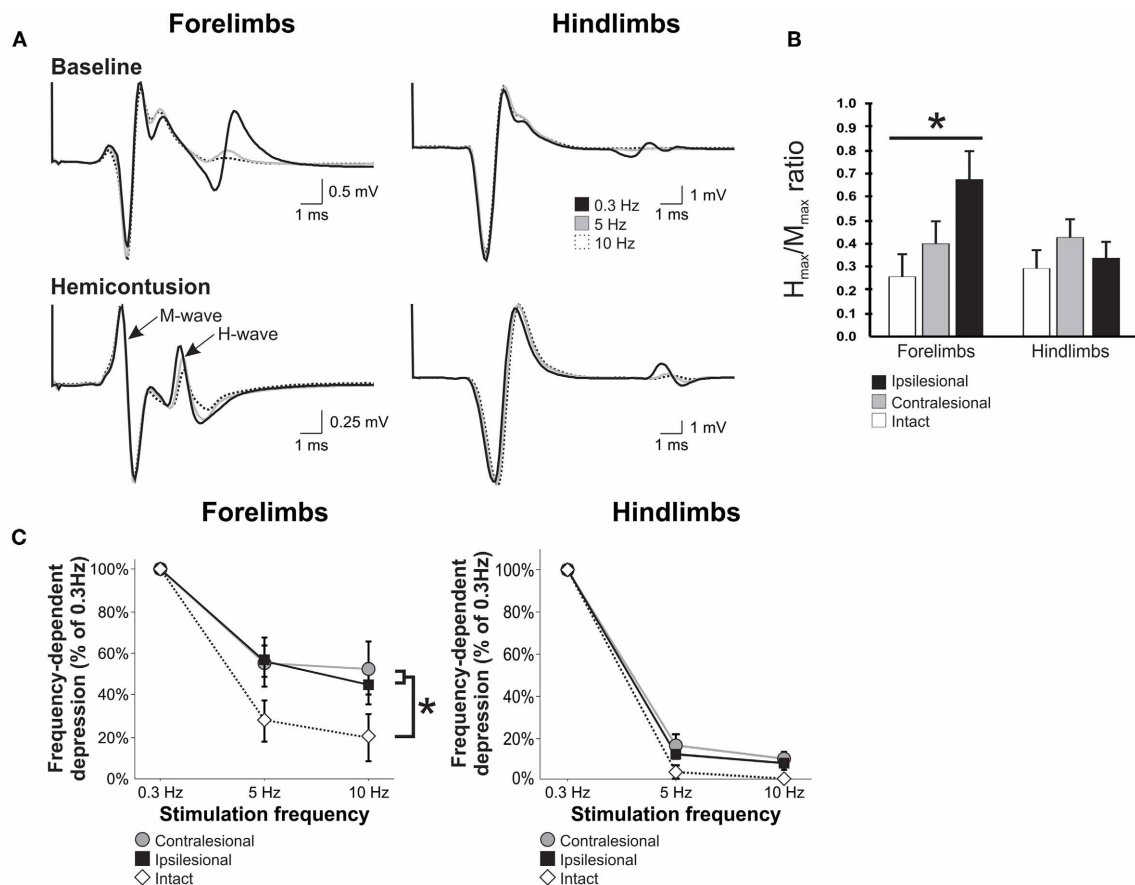 Forelimbs
Hindlimbs
A
Baseline
0.5 mV
1 ms
1 mV
1 ms
0.3 Hz
5 Hz
10 Hz
Hemicontusion
M-wave
H-wave
0.25 mV
1 ms
1 mV
1 ms
B
Hmax/Mmax ratio
1.0
0.9
0.8
0.7
0.6
0.5
0.4
0.3
0.2
0.1
0.0
*
Forelimbs
Hindlimbs
Ipsilesional
Contralesional
Intact
C
Forelimbs
Frequency-dependent
depression (% of 0.3Hz)
100%
80%
60%
40%
20%
0%
*
0.3 Hz
5 Hz
10 Hz
Stimulation frequency
Contralesional
Ipsilesional
Intact
Hindlimbs
Frequency-dependent
depression (% of 0.3Hz)
100%
80%
60%
40%
20%
0%
0.3 Hz
5 Hz
10 Hz
Stimulation frequency
Contralesional
Ipsilesional
Intact